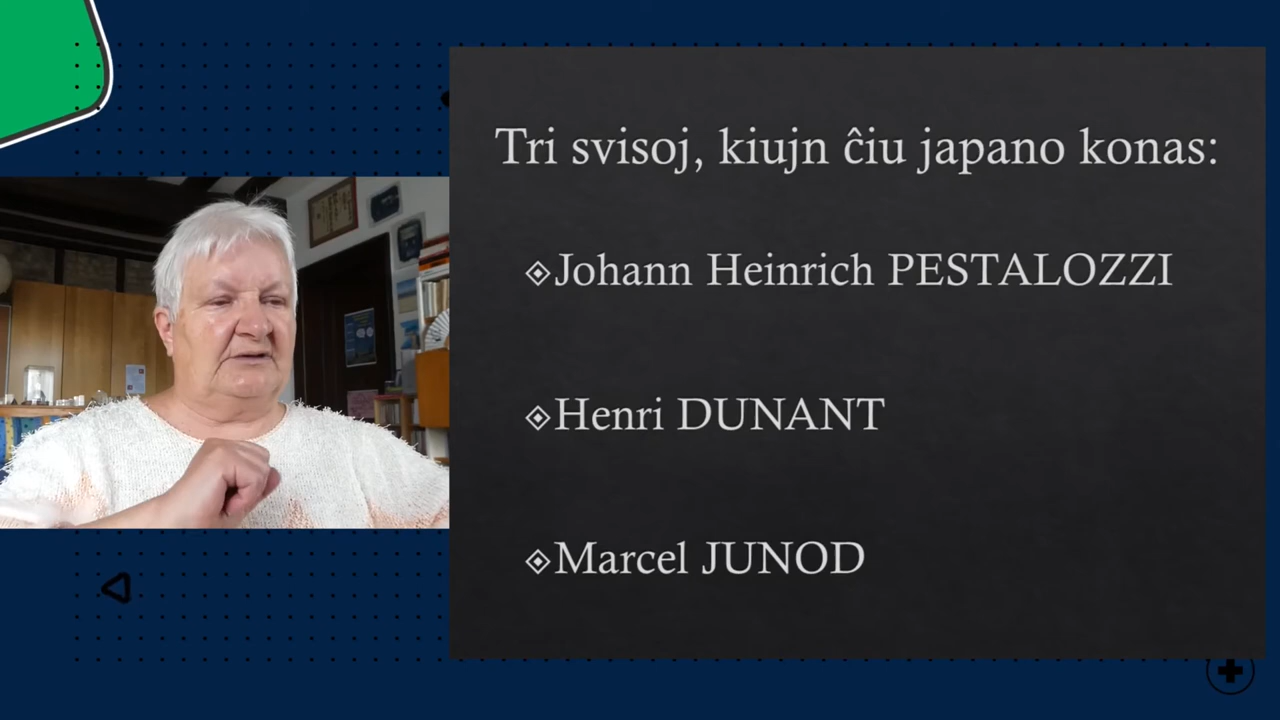 Tri svisoj, kiujn ĉiu japano konas:
Johann Heinrich PESTALOZZI
Henri DUNANT
Marcel JUNOD